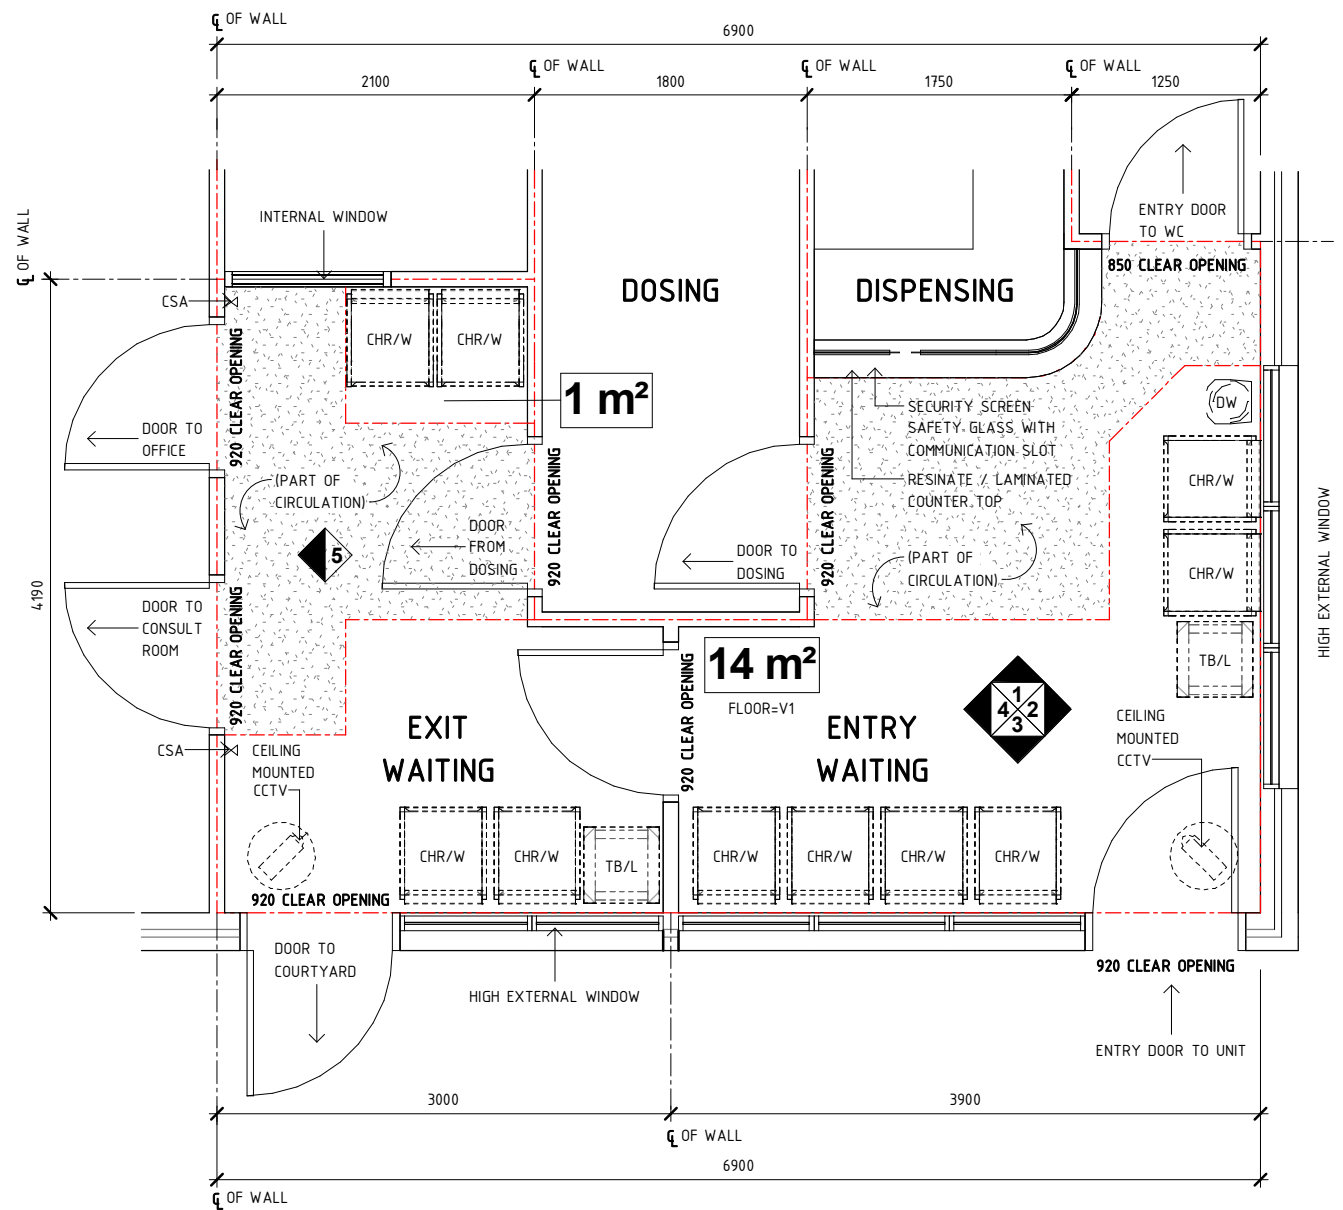 ℄ OF WALL
6900
℄ OF WALL
℄ OF WALL
℄ OF WALL
2100
1800
1750
1250
INTERNAL WINDOW
ENTRY DOOR
TO WC
℄ OF WALL
850 CLEAR OPENING
CSA
DOSING
DISPENSING
CHR/W
CHR/W
1 m²
920 CLEAR OPENING
DOOR TO
OFFICE
SECURITY SCREEN
SAFETY GLASS WITH
COMMUNICATION SLOT
DW
RESINATE / LAMINATED
COUNTER TOP
CHR/W
(PART OF
CIRCULATION)
5
DOOR
FROM
DOSING
920 CLEAR OPENING
DOOR TO
DOSING
920 CLEAR OPENING
(PART OF
CIRCULATION)
CHR/W
HIGH EXTERNAL WINDOW
4190
DOOR TO
CONSULT
ROOM
920 CLEAR OPENING
14 m²
FLOOR=V1
920 CLEAR OPENING
TB/L
1
4 2
3
EXIT
WAITING
ENTRY
WAITING
CEILING
MOUNTED
CCTV
CSA
CEILING
MOUNTED
CCTV
CHR/W
CHR/W
TB/L
CHR/W
CHR/W
CHR/W
CHR/W
920 CLEAR OPENING
DOOR TO
COURTYARD
HIGH EXTERNAL WINDOW
920 CLEAR OPENING
ENTRY DOOR TO UNIT
3000
3900
℄ OF WALL
6900
℄ OF WALL